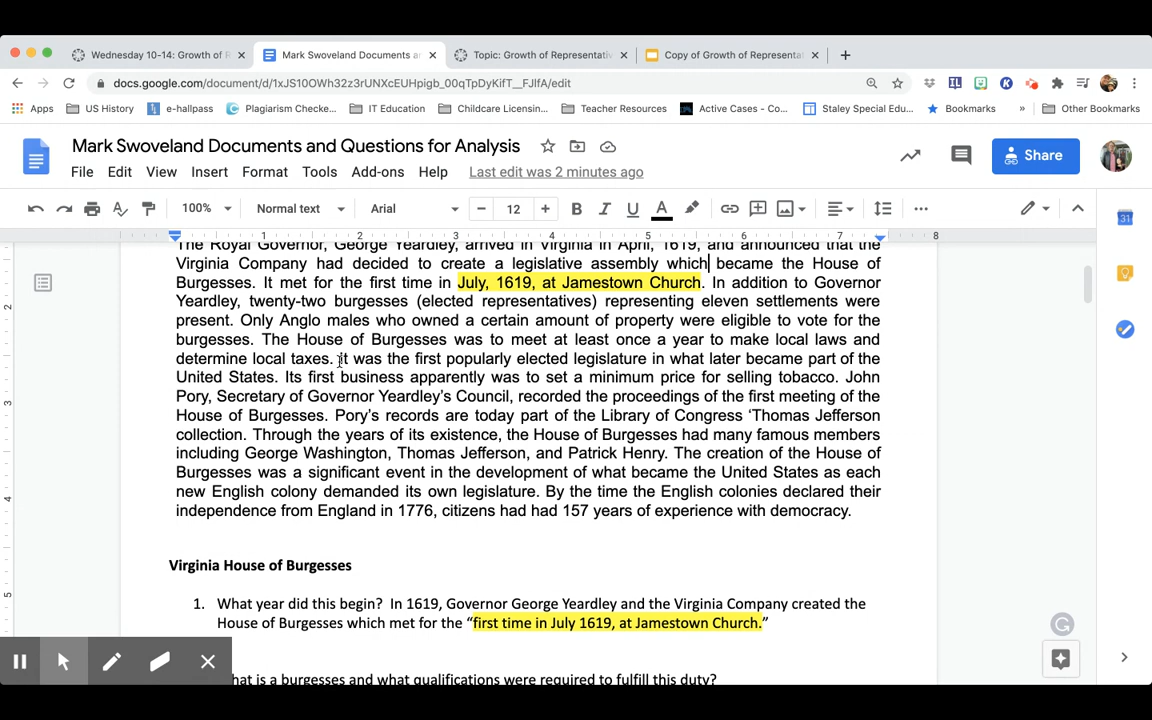 Wednesday 10-14: Growth of R
Mark Swoveland Documents a
Topic: Growth of Representativ
Copy of Growth of Representat
docs.google.com/document/d/1xJS10OWh32z3rUNXcEUHpigb_00qTpDyKifT__FJlfA/edit
Apps
US History
e-hallpass
Plagiarism Checke...
IT Education
Childcare Licensin...
Teacher Resources
Active Cases - Co...
Staley Special Edu...
Bookmarks
»
Other Bookmarks
Mark Swoveland Documents and Questions for Analysis
Share
File Edit View Insert Format Tools Add-ons Help Last edit was 2 minutes ago
100% Normal text Arial 12 B I U A
1 2 3 4 5 6 7 8
The Royal Governor, George Yeardley, arrived in Virginia in April, 1619, and announced that the
Virginia Company had decided to create a legislative assembly which became the House of
Burgesses. It met for the first time in July, 1619, at Jamestown Church. In addition to Governor
Yeardley, twenty-two burgesses (elected representatives) representing eleven settlements were
present. Only Anglo males who owned a certain amount of property were eligible to vote for the
burgesses. The House of Burgesses was to meet at least once a year to make local laws and
determine local taxes. It was the first popularly elected legislature in what later became part of the
United States. Its first business apparently was to set a minimum price for selling tobacco. John
Pory, Secretary of Governor Yeardley's Council, recorded the proceedings of the first meeting of the
House of Burgesses. Pory's records are today part of the Library of Congress 'Thomas Jefferson
collection. Through the years of its existence, the House of Burgesses had many famous members
including George Washington, Thomas Jefferson, and Patrick Henry. The creation of the House of
Burgesses was a significant event in the development of what became the United States as each
new English colony demanded its own legislature. By the time the English colonies declared their
independence from England in 1776, citizens had had 157 years of experience with democracy.
Virginia House of Burgesses
1. What year did this begin? In 1619, Governor George Yeardley and the Virginia Company created the
House of Burgesses which met for the "first time in July 1619, at Jamestown Church."
hat is a burgesses and what qualifications were required to fulfill this duty?